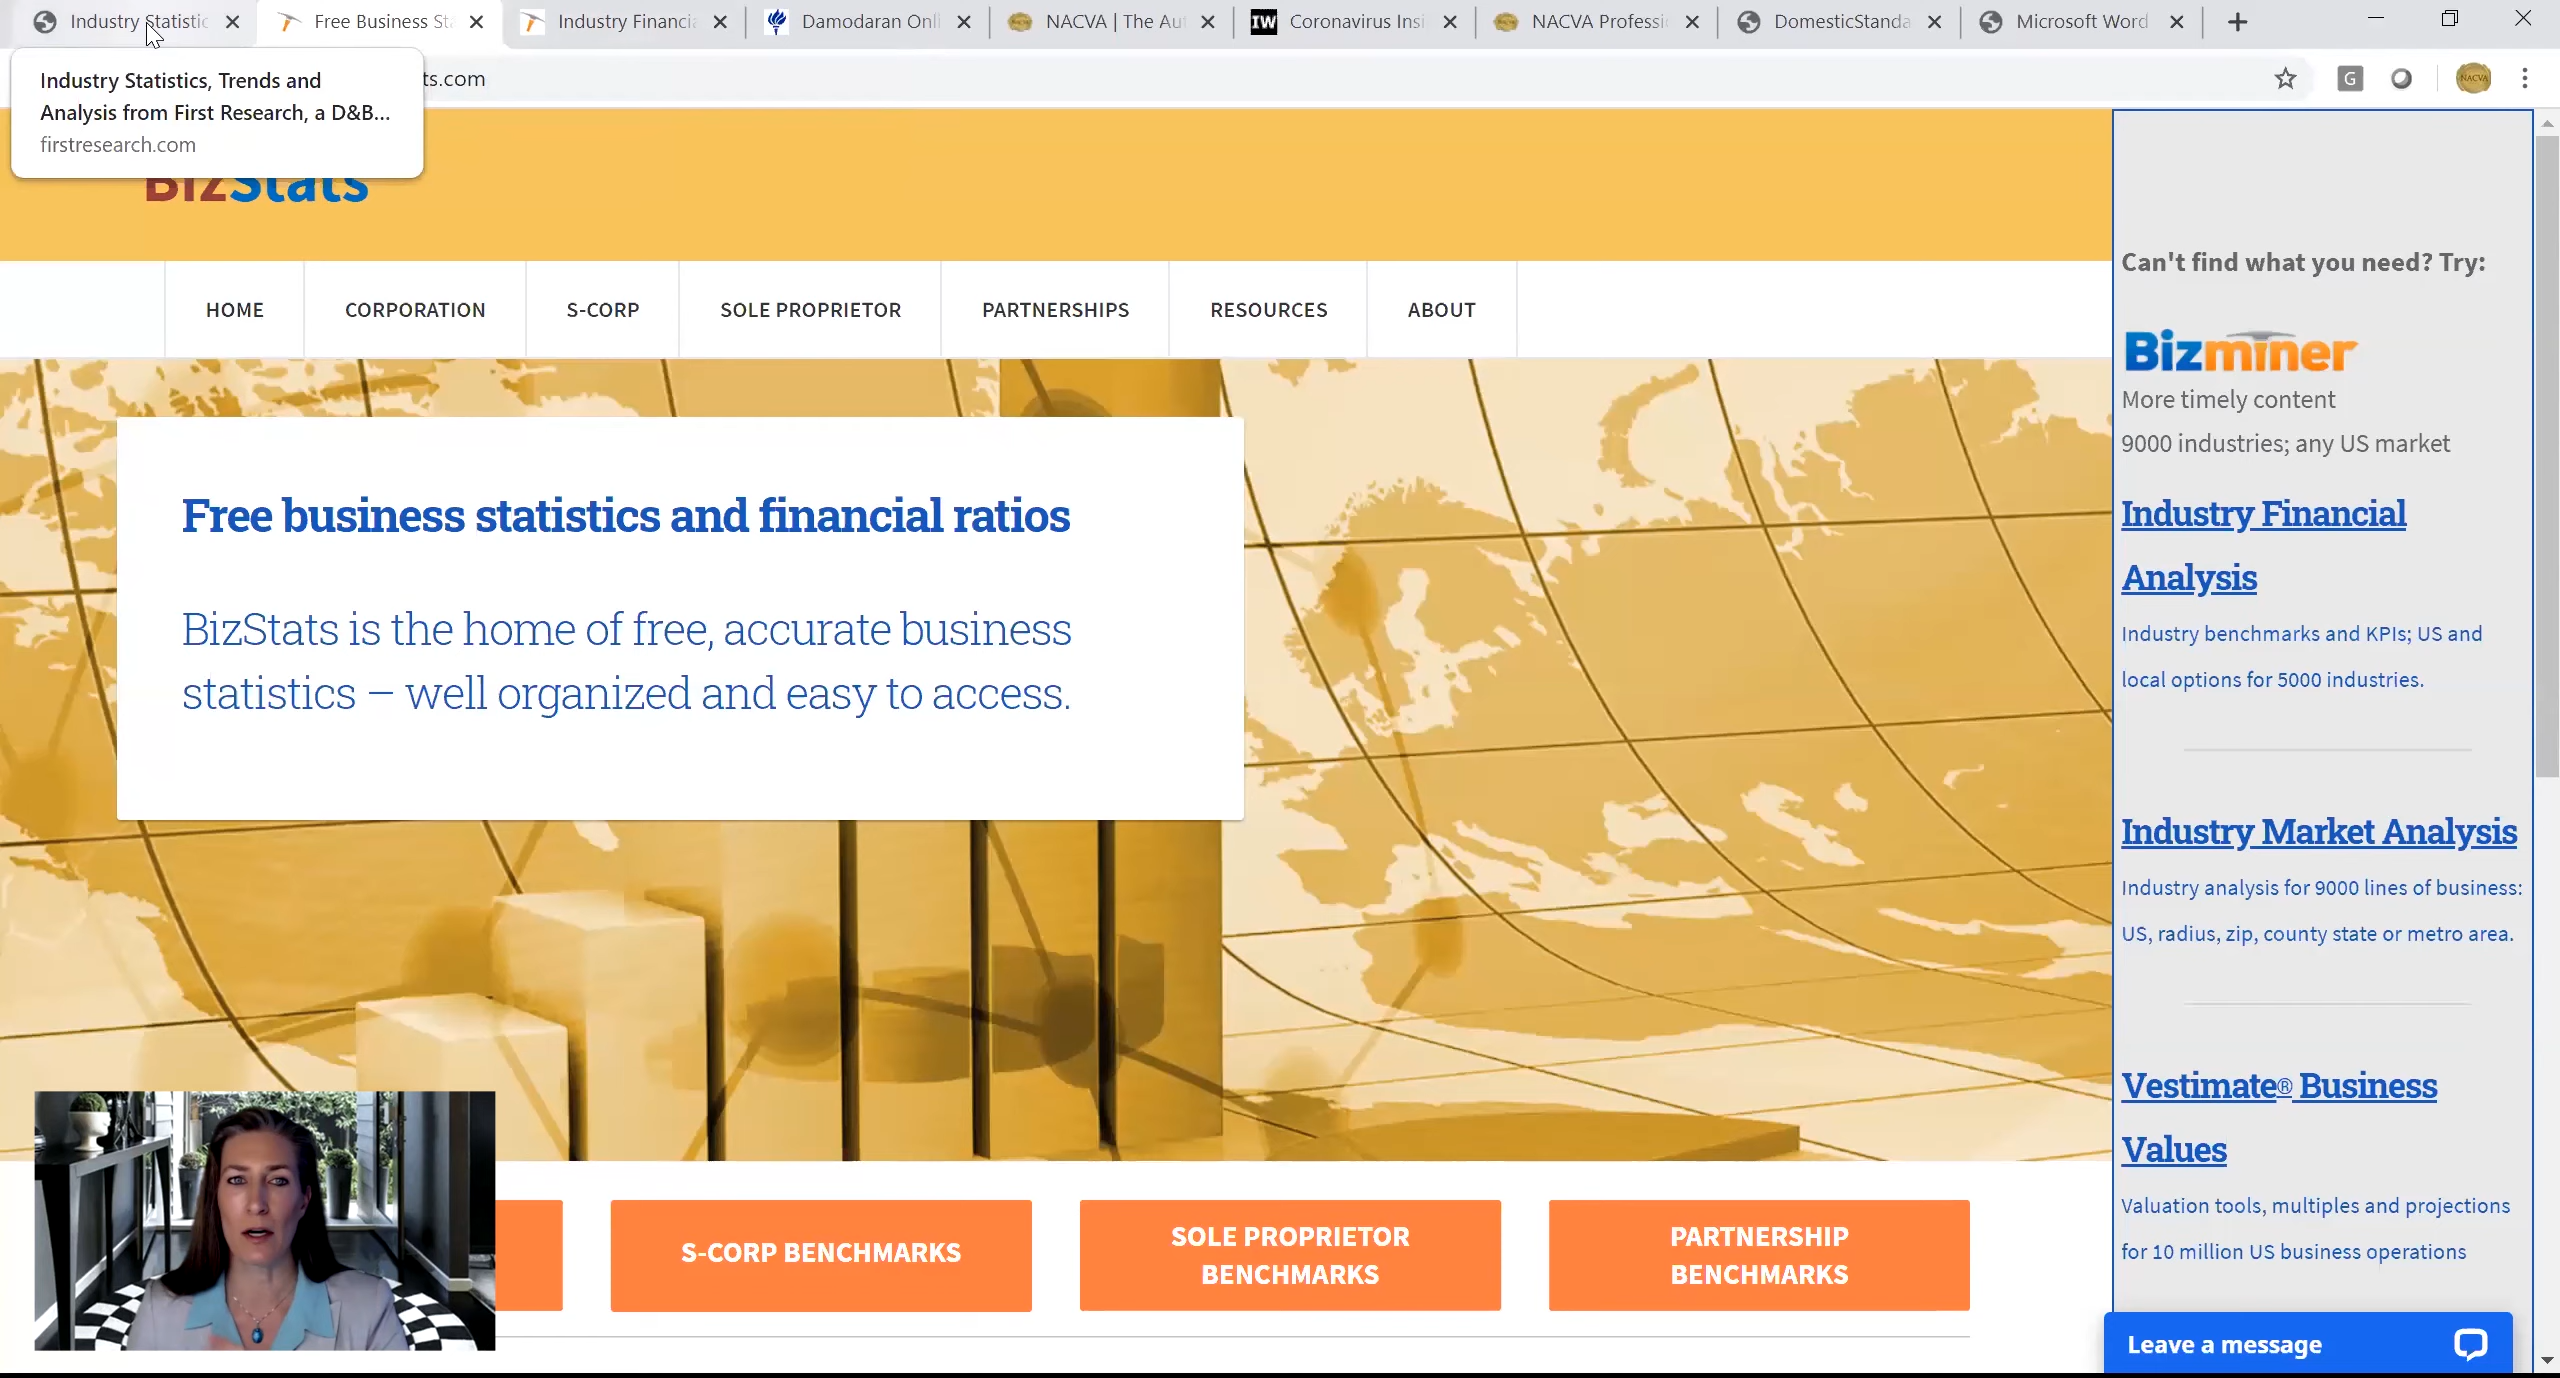 Industry Statistic
Free Business St
Industry Financia
Damodaran Onli
NACVA | The Aut
IW
Coronavirus Insi
NACVA Professi
DomesticStanda
Microsoft Word
Industry Statistics, Trends and
Analysis from First Research, a D&B...
firstresearch.com
ts.com
G
NACVA
BizStats
HOME
CORPORATION
S-CORP
SOLE PROPRIETOR
PARTNERSHIPS
RESOURCES
ABOUT
Free business statistics and financial ratios
BizStats is the home of free, accurate business
statistics – well organized and easy to access.
S-CORP BENCHMARKS
SOLE PROPRIETOR
BENCHMARKS
PARTNERSHIP
BENCHMARKS
Can't find what you need? Try:
Bizminer
More timely content
9000 industries; any US market
Industry Financial
Analysis
Industry benchmarks and KPIs; US and
local options for 5000 industries.
Industry Market Analysis
Industry analysis for 9000 lines of business:
US, radius, zip, county state or metro area.
Vestimate® Business
Values
Valuation tools, multiples and projections
for 10 million US business operations
Leave a message